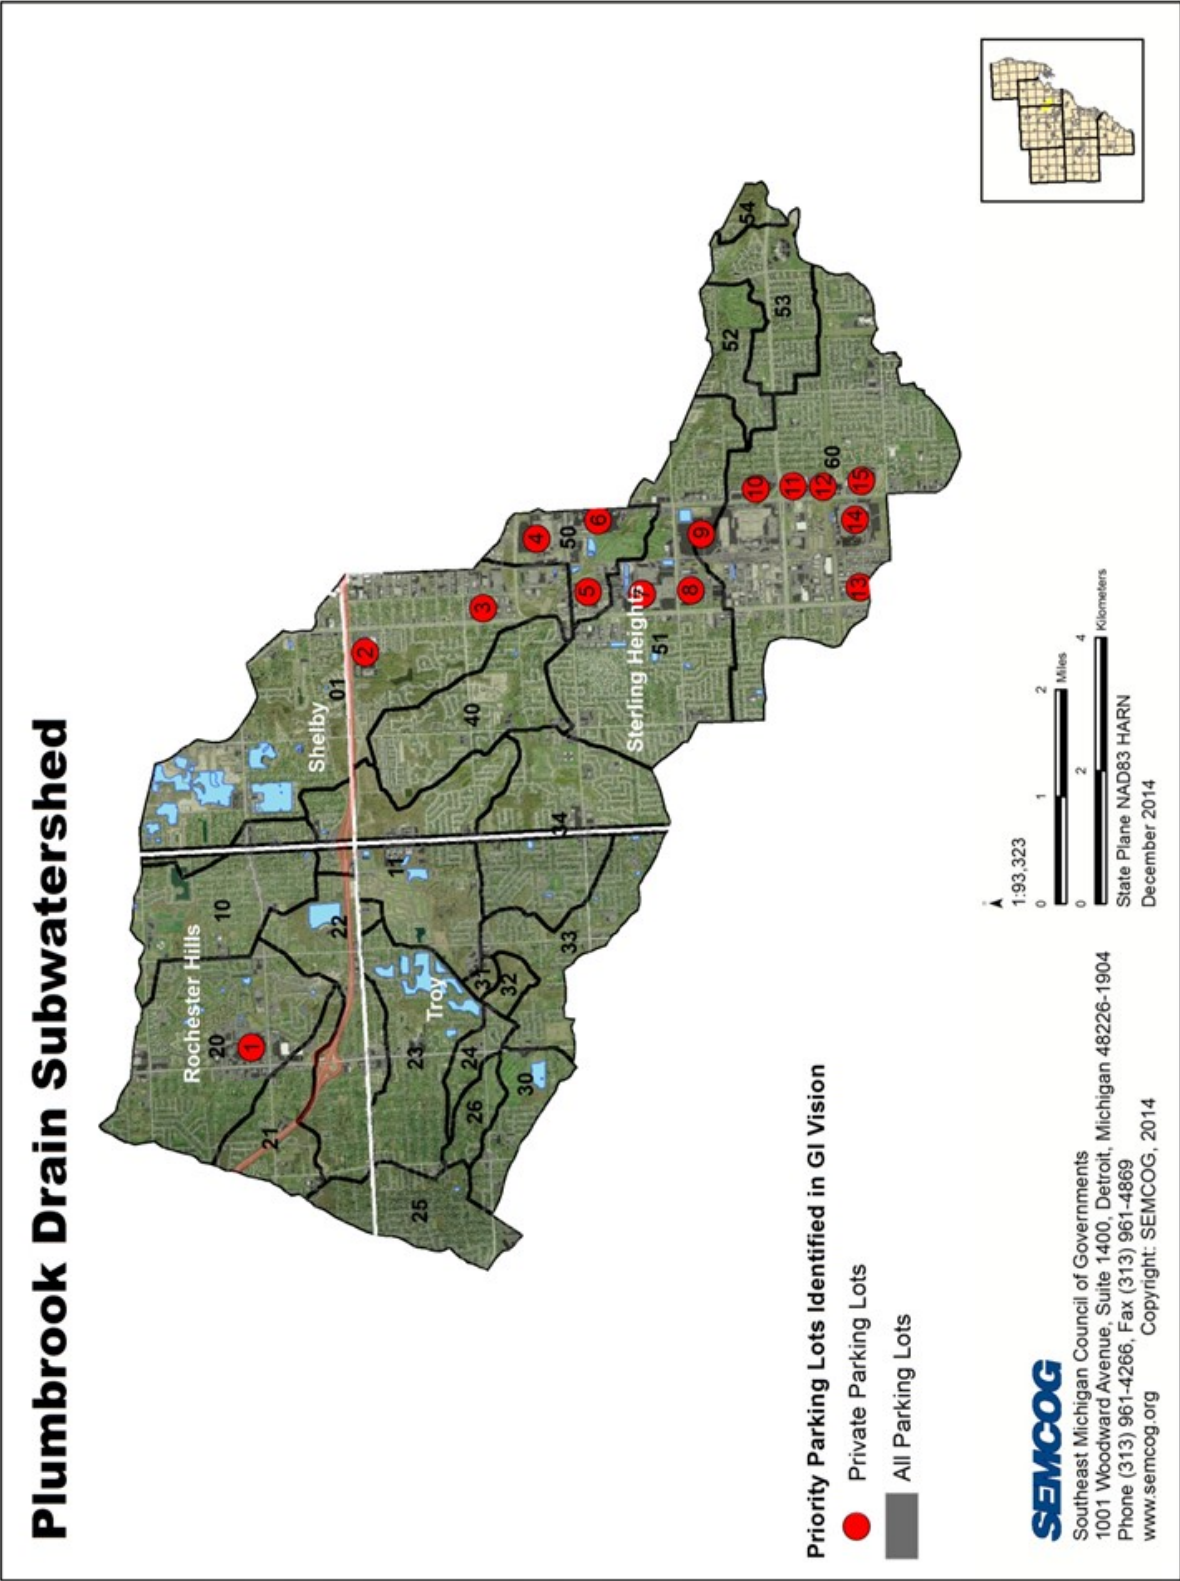 Plumbrook Drain Subwatershed
Rochester Hills
Shelby
Troy
Sterling Heights
01
10
11
20
21
22
23
24
25
26
30
31
32
33
34
40
50
51
52
53
54
60
1
2
3
4
5
6
7
8
9
10
11
12
13
14
15
Priority Parking Lots Identified in GI Vision
Private Parking Lots
All Parking Lots
SEMCOG
Southeast Michigan Council of Governments
1001 Woodward Avenue, Suite 1400, Detroit, Michigan 48226-1904
Phone (313) 961-4266, Fax (313) 961-4869
www.semcog.org Copyright: SEMCOG, 2014
1:93,323
0 1 2 Miles
0 2 4 Kilometers
State Plane NAD83 HARN
December 2014